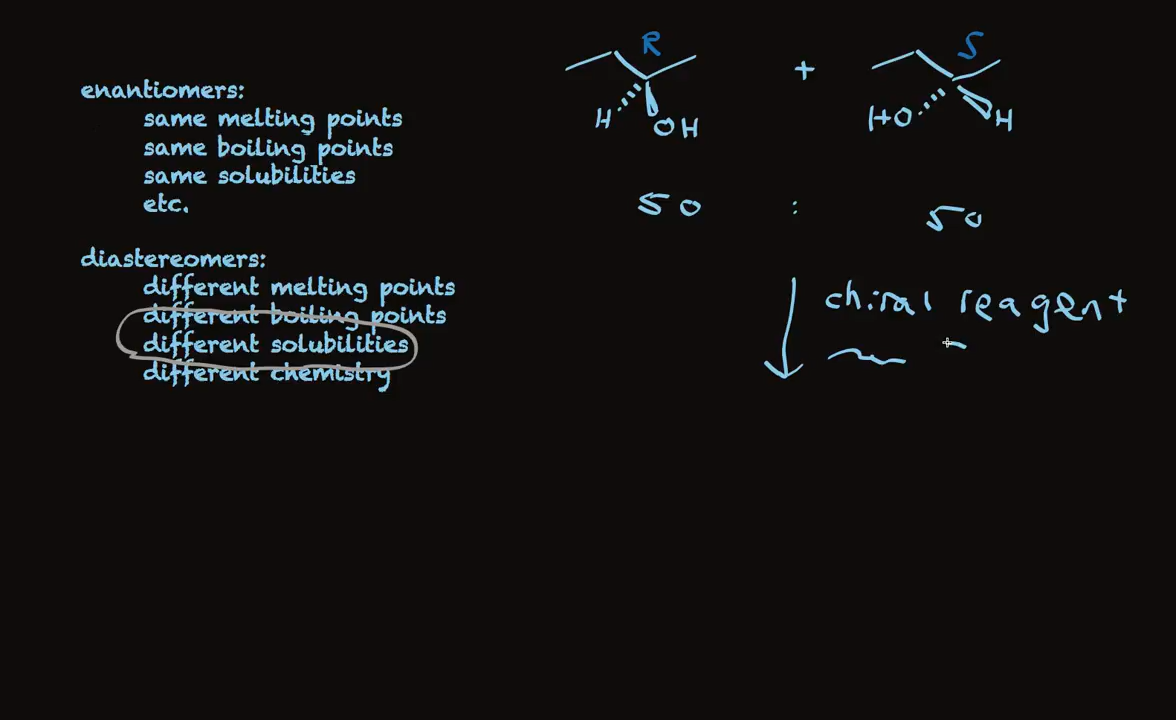 enantiomers:
same melting points
same boiling points
same solubilities
etc.
diastereomers:
different melting points
different boiling points
different solubilities
different chemistry
R + S
H OH HO H
50 : 50
chiral reagent